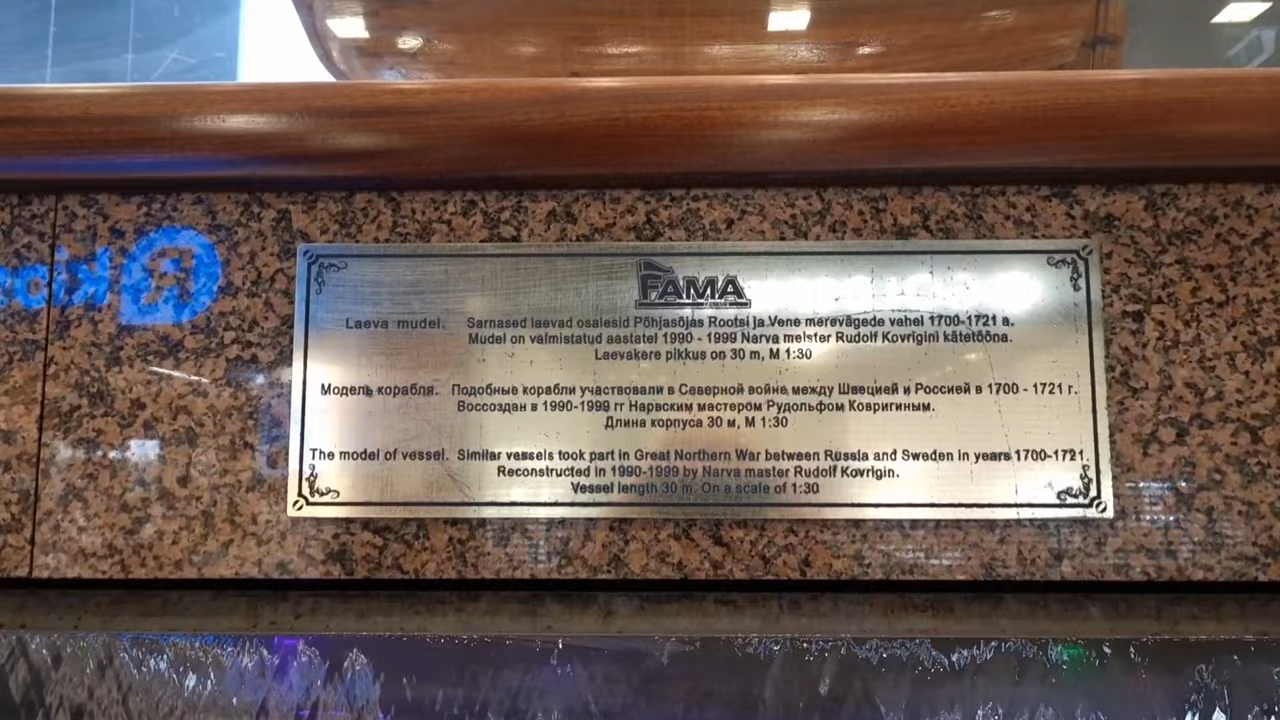 FAMA
Laeva mudel. Sarnased laevad osalesid Põhjasõjas Rootsi ja Vene merevägede vahel 1700-1721 a.
Mudel on valmistatud aastatel 1990 - 1999 Narva meister Rudolf Kovrigini kätetööna.
Laevakere pikkus on 30 m, M 1:30
Модель корабля. Подобные корабли участвовали в Северной войне между Швецией и Россией в 1700 - 1721 г.
Воссоздан в 1990-1999 гг Нарвским мастером Рудольфом Ковригиным.
Длина корпуса 30 м, М 1:30
The model of vessel. Similar vessels took part in Great Northern War between Russia and Sweden in years 1700-1721.
Reconstructed in 1990-1999 by Narva master Rudolf Kovrigin.
Vessel length 30 m. On a scale of 1:30